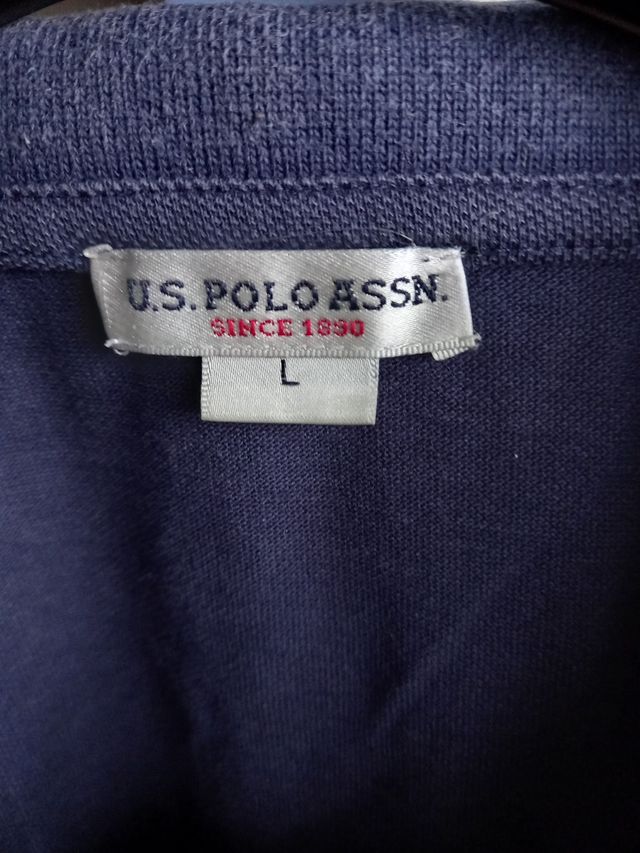 U.S. POLO ASSN.
SINCE 1890
L